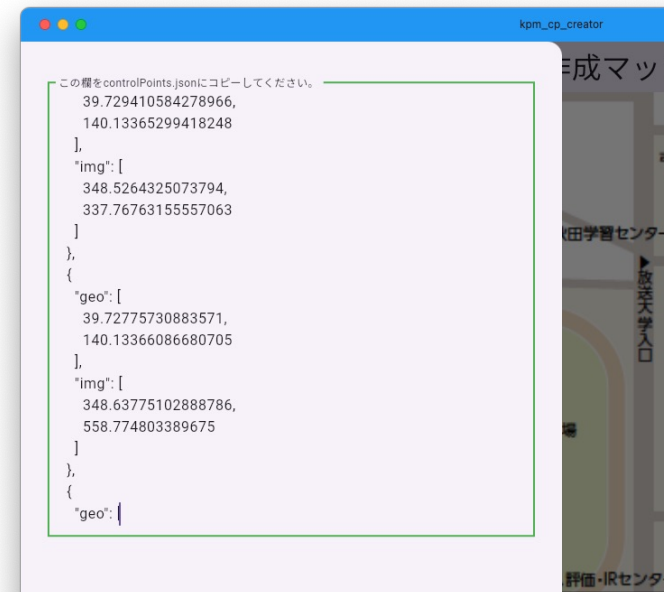 kpm_cp_creator
成マッ
この欄をcontrolPoints.jsonにコピーしてください。
39.729410584278966,
140.13365299418248
],
"img": [
348.5264325073794,
337.76763155557063
]
},
{
"geo": [
39.72775730883571,
140.13366086680705
],
"img": [
348.63775102888786,
558.774803389675
]
},
{
"geo": [
田学習センター
▶放送大学入口
場
評価・IRセンタ